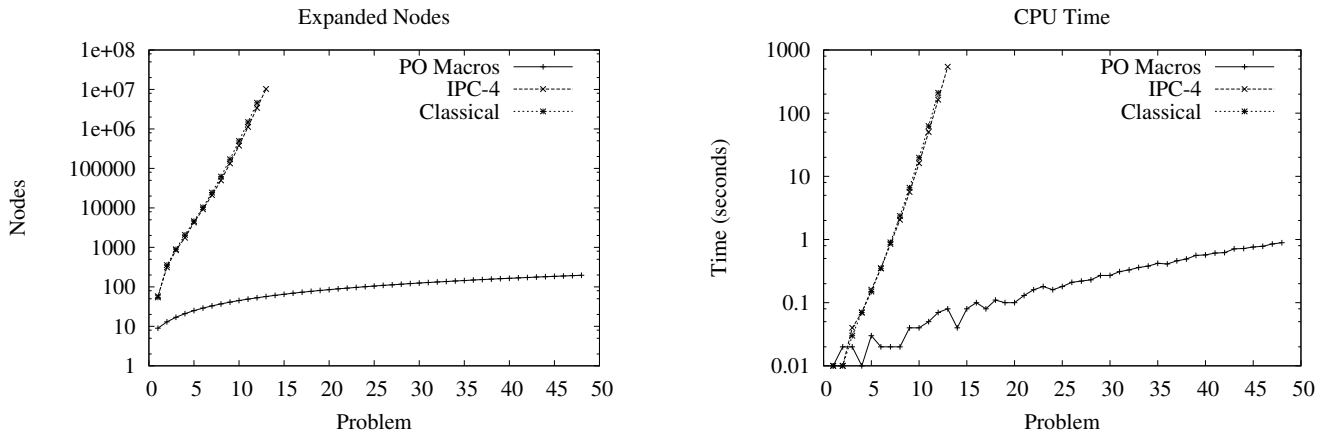 Expanded Nodes
1e+08
1e+07
1e+06
100000
10000
1000
100
10
1
Nodes
PO Macros
IPC-4
Classical
0 5 10 15 20 25 30 35 40 45 50
Problem
CPU Time
1000
100
10
1
0.1
0.01
Time (seconds)
PO Macros
IPC-4
Classical
0 5 10 15 20 25 30 35 40 45 50
Problem